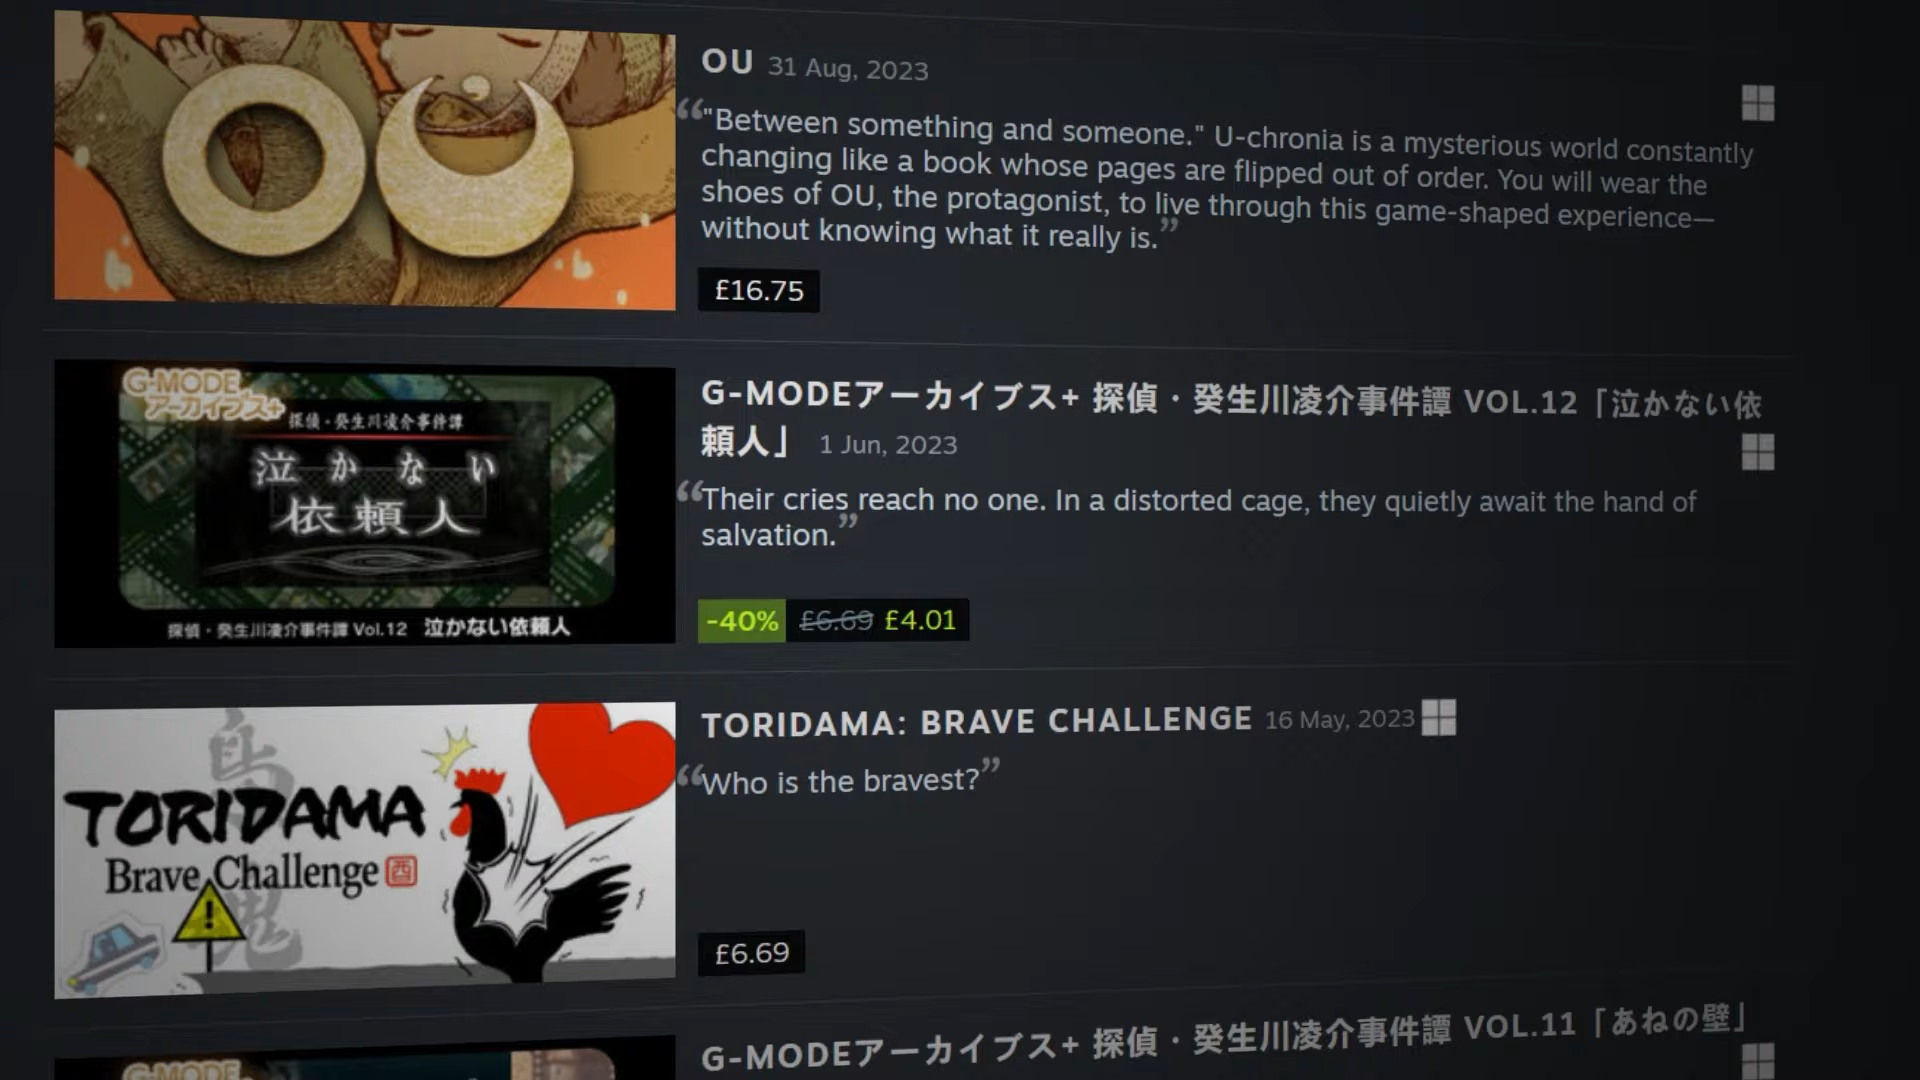 OU 31 Aug, 2023
“"Between something and someone." U-chronia is a mysterious world constantly
changing like a book whose pages are flipped out of order. You will wear the
shoes of OU, the protagonist, to live through this game-shaped experience—
without knowing what it really is.”
£16.75
G-MODE
アーカイブス+
探偵・癸生川凌介事件譚
泣かない
依頼人
探偵・癸生川凌介事件譚 Vol.12 泣かない依頼人
G-MODEアーカイブス+ 探偵・癸生川凌介事件譚 VOL.12「泣かない依
頼人」 1 Jun, 2023
“Their cries reach no one. In a distorted cage, they quietly await the hand of
salvation.”
-40% £6.69 £4.01
鳥
魂
TORIDAMA
Brave Challenge 酉
!
TORIDAMA: BRAVE CHALLENGE 16 May, 2023
“Who is the bravest?”
£6.69
G-MODE
G-MODEアーカイブス+ 探偵・癸生川凌介事件譚 VOL.11「あねの壁」